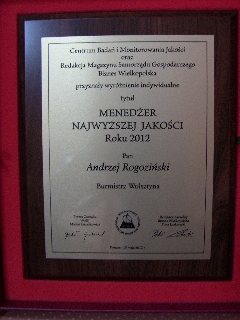 Centrum Badań i Monitorowania Jakości
oraz
Redakcja Magazynu Samorządu Gospodarczego
Biznes Wielkopolska
przyznały wyróżnienie indywidualne
tytuł
MENEDŻER
NAJWYŻSZEJ JAKOŚCI
Roku 2012
Pan
Andrzej Rogoziński
Burmistrz Wolsztyna